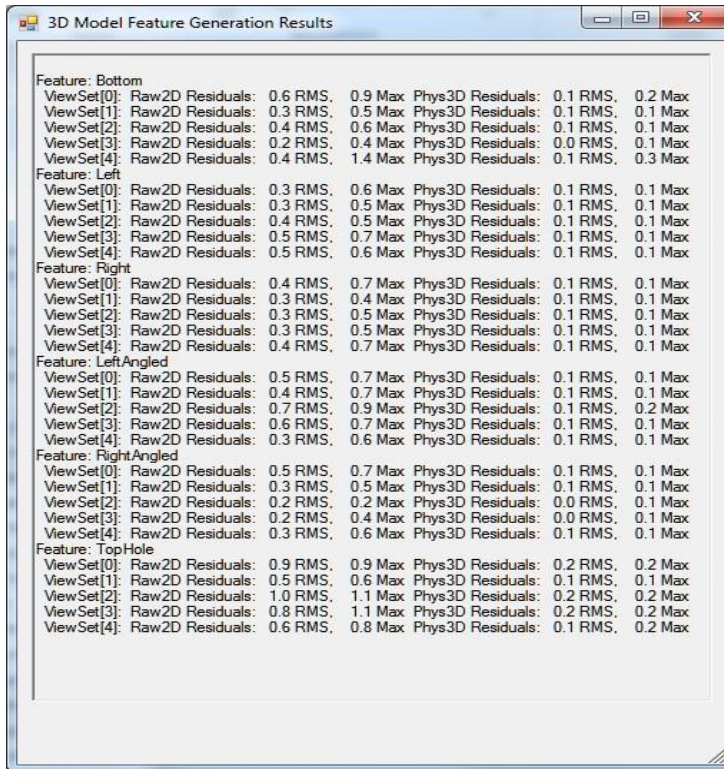 3D Model Feature Generation Results
Feature: Bottom
ViewSet[0]: Raw2D Residuals: 0.6 RMS, 0.9 Max Phys3D Residuals: 0.1 RMS, 0.2 Max
ViewSet[1]: Raw2D Residuals: 0.3 RMS, 0.5 Max Phys3D Residuals: 0.1 RMS, 0.1 Max
ViewSet[2]: Raw2D Residuals: 0.4 RMS, 0.6 Max Phys3D Residuals: 0.1 RMS, 0.1 Max
ViewSet[3]: Raw2D Residuals: 0.2 RMS, 0.4 Max Phys3D Residuals: 0.0 RMS, 0.1 Max
ViewSet[4]: Raw2D Residuals: 0.4 RMS, 1.4 Max Phys3D Residuals: 0.1 RMS, 0.3 Max
Feature: Left
ViewSet[0]: Raw2D Residuals: 0.3 RMS, 0.6 Max Phys3D Residuals: 0.1 RMS, 0.1 Max
ViewSet[1]: Raw2D Residuals: 0.3 RMS, 0.5 Max Phys3D Residuals: 0.1 RMS, 0.1 Max
ViewSet[2]: Raw2D Residuals: 0.4 RMS, 0.5 Max Phys3D Residuals: 0.1 RMS, 0.1 Max
ViewSet[3]: Raw2D Residuals: 0.5 RMS, 0.7 Max Phys3D Residuals: 0.1 RMS, 0.1 Max
ViewSet[4]: Raw2D Residuals: 0.5 RMS, 0.6 Max Phys3D Residuals: 0.1 RMS, 0.1 Max
Feature: Right
ViewSet[0]: Raw2D Residuals: 0.4 RMS, 0.7 Max Phys3D Residuals: 0.1 RMS, 0.1 Max
ViewSet[1]: Raw2D Residuals: 0.3 RMS, 0.4 Max Phys3D Residuals: 0.1 RMS, 0.1 Max
ViewSet[2]: Raw2D Residuals: 0.3 RMS, 0.5 Max Phys3D Residuals: 0.1 RMS, 0.1 Max
ViewSet[3]: Raw2D Residuals: 0.3 RMS, 0.5 Max Phys3D Residuals: 0.1 RMS, 0.1 Max
ViewSet[4]: Raw2D Residuals: 0.4 RMS, 0.7 Max Phys3D Residuals: 0.1 RMS, 0.1 Max
Feature: LeftAngled
ViewSet[0]: Raw2D Residuals: 0.5 RMS, 0.7 Max Phys3D Residuals: 0.1 RMS, 0.1 Max
ViewSet[1]: Raw2D Residuals: 0.4 RMS, 0.7 Max Phys3D Residuals: 0.1 RMS, 0.1 Max
ViewSet[2]: Raw2D Residuals: 0.7 RMS, 0.9 Max Phys3D Residuals: 0.1 RMS, 0.2 Max
ViewSet[3]: Raw2D Residuals: 0.6 RMS, 0.7 Max Phys3D Residuals: 0.1 RMS, 0.1 Max
ViewSet[4]: Raw2D Residuals: 0.3 RMS, 0.6 Max Phys3D Residuals: 0.1 RMS, 0.1 Max
Feature: RightAngled
ViewSet[0]: Raw2D Residuals: 0.5 RMS, 0.7 Max Phys3D Residuals: 0.1 RMS, 0.1 Max
ViewSet[1]: Raw2D Residuals: 0.3 RMS, 0.5 Max Phys3D Residuals: 0.1 RMS, 0.1 Max
ViewSet[2]: Raw2D Residuals: 0.2 RMS, 0.2 Max Phys3D Residuals: 0.0 RMS, 0.1 Max
ViewSet[3]: Raw2D Residuals: 0.2 RMS, 0.4 Max Phys3D Residuals: 0.0 RMS, 0.1 Max
ViewSet[4]: Raw2D Residuals: 0.3 RMS, 0.6 Max Phys3D Residuals: 0.1 RMS, 0.1 Max
Feature: TopHole
ViewSet[0]: Raw2D Residuals: 0.9 RMS, 0.9 Max Phys3D Residuals: 0.2 RMS, 0.2 Max
ViewSet[1]: Raw2D Residuals: 0.5 RMS, 0.6 Max Phys3D Residuals: 0.1 RMS, 0.1 Max
ViewSet[2]: Raw2D Residuals: 1.0 RMS, 1.1 Max Phys3D Residuals: 0.2 RMS, 0.2 Max
ViewSet[3]: Raw2D Residuals: 0.8 RMS, 1.1 Max Phys3D Residuals: 0.2 RMS, 0.2 Max
ViewSet[4]: Raw2D Residuals: 0.6 RMS, 0.8 Max Phys3D Residuals: 0.1 RMS, 0.2 Max